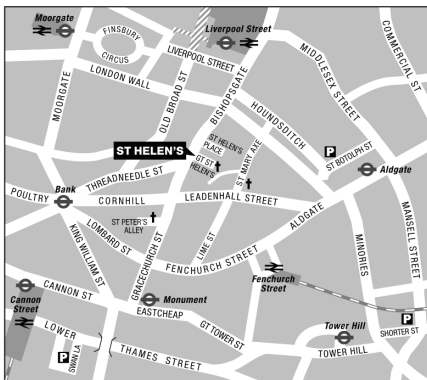 Moorgate
FINSBURY
CIRCUS
Liverpool Street
LIVERPOOL STREET
MIDDLESEX STREET
COMMERCIAL ST
MOORGATE
LONDON WALL
OLD BROAD ST
BISHOPSGATE
HOUNDSDITCH
ST HELEN'S
ST HELEN'S
PLACE
GT ST
HELEN'S
ST MARY AXE
P
ST BOTOLPH ST
Aldgate
THREADNEEDLE ST
POULTRY
Bank
CORNHILL
LEADENHALL STREET
ST PETER'S
ALLEY
LOMBARD ST
KING WILLIAM ST
GRACECHURCH ST
LIME ST
FENCHURCH STREET
ALDGATE
MINORIES
MANSELL STREET
Fenchurch
Street
CANNON ST
Cannon
Street
Monument
EASTCHEAP
GT TOWER ST
Tower Hill
TOWER HILL
P
SHORTER ST
LOWER
THAMES STREET
P
SWAN LA